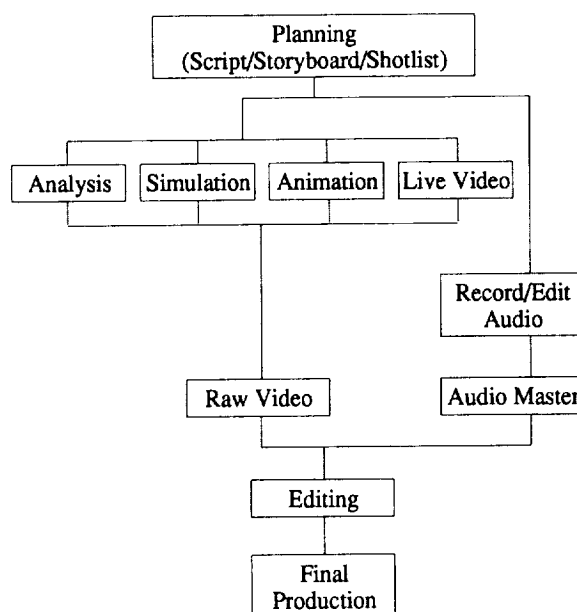 Planning
(Script/Storyboard/Shotlist)
Analysis
Simulation
Animation
Live Video
Record/Edit
Audio
Raw Video
Audio Master
Editing
Final
Production